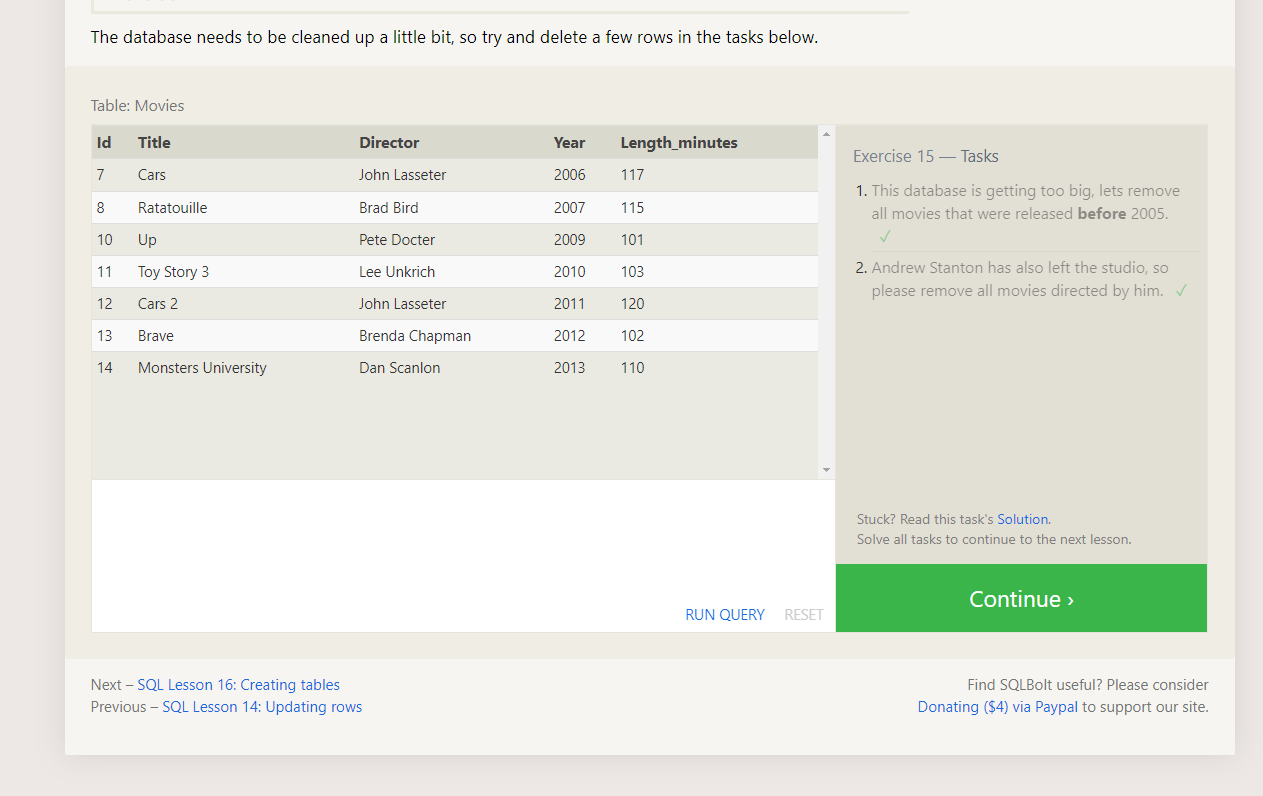 The database needs to be cleaned up a little bit, so try and delete a few rows in the tasks below.
Table: Movies
Id Title Director Year Length_minutes
7 Cars John Lasseter 2006 117
8 Ratatouille Brad Bird 2007 115
10 Up Pete Docter 2009 101
11 Toy Story 3 Lee Unkrich 2010 103
12 Cars 2 John Lasseter 2011 120
13 Brave Brenda Chapman 2012 102
14 Monsters University Dan Scanlon 2013 110
RUN QUERY RESET
Exercise 15 — Tasks
1. This database is getting too big, lets remove
all movies that were released before 2005.
✓
2. Andrew Stanton has also left the studio, so
please remove all movies directed by him. ✓
Stuck? Read this task's Solution.
Solve all tasks to continue to the next lesson.
Continue ›
Next – SQL Lesson 16: Creating tables
Previous – SQL Lesson 14: Updating rows
Find SQLBolt useful? Please consider
Donating ($4) via Paypal to support our site.